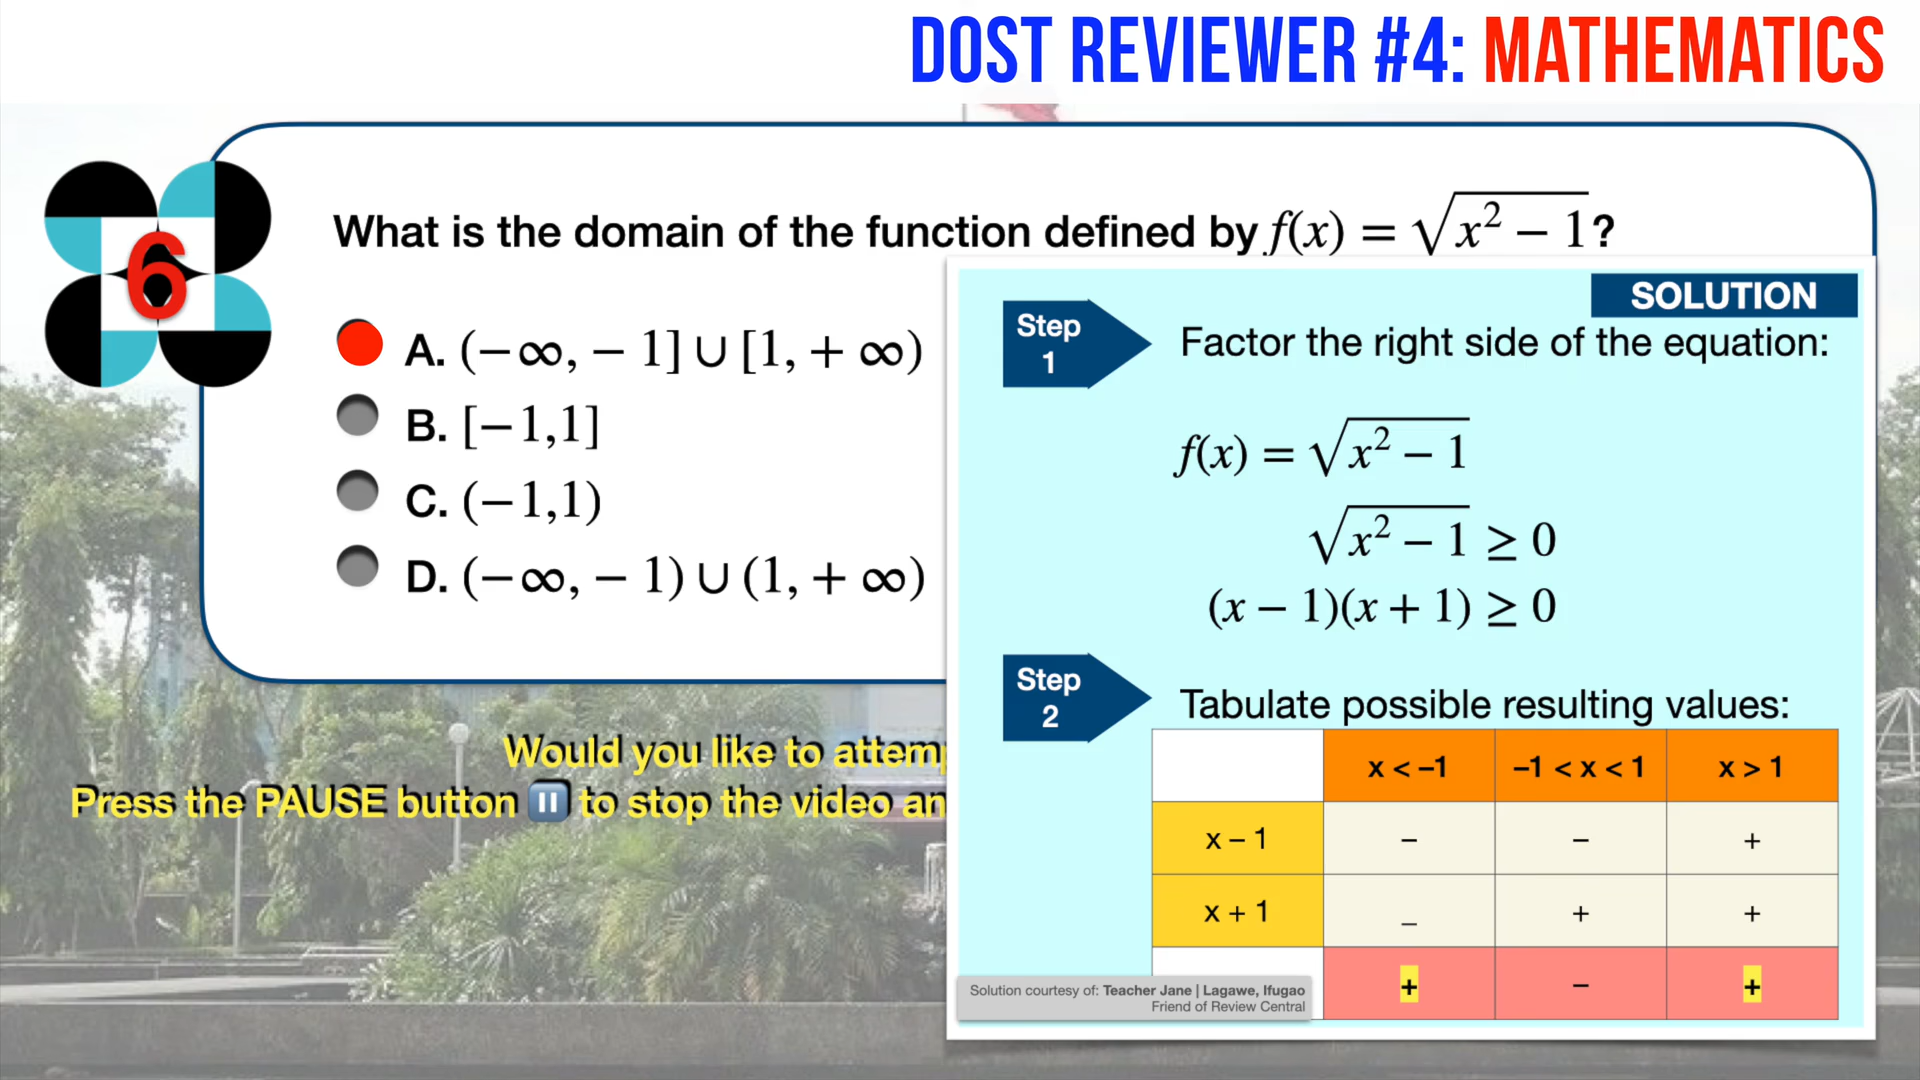 DOST REVIEWER #4: MATHEMATICS
6
What is the domain of the function defined by f(x) = √(x² − 1)?
A. (−∞, − 1] ∪ [1, + ∞)
B. [−1,1]
C. (−1,1)
D. (−∞, − 1) ∪ (1, + ∞)
Would you like to attem
Press the PAUSE button ⏸ to stop the video an
SOLUTION
Step 1
Factor the right side of the equation:
f(x) = √(x² − 1)
√(x² − 1) ≥ 0
(x − 1)(x + 1) ≥ 0
Step 2
Tabulate possible resulting values:
x < –1 –1 < x < 1 x > 1
x – 1 – – +
x + 1 – + +
+ – +
Solution courtesy of: Teacher Jane | Lagawe, Ifugao
Friend of Review Central